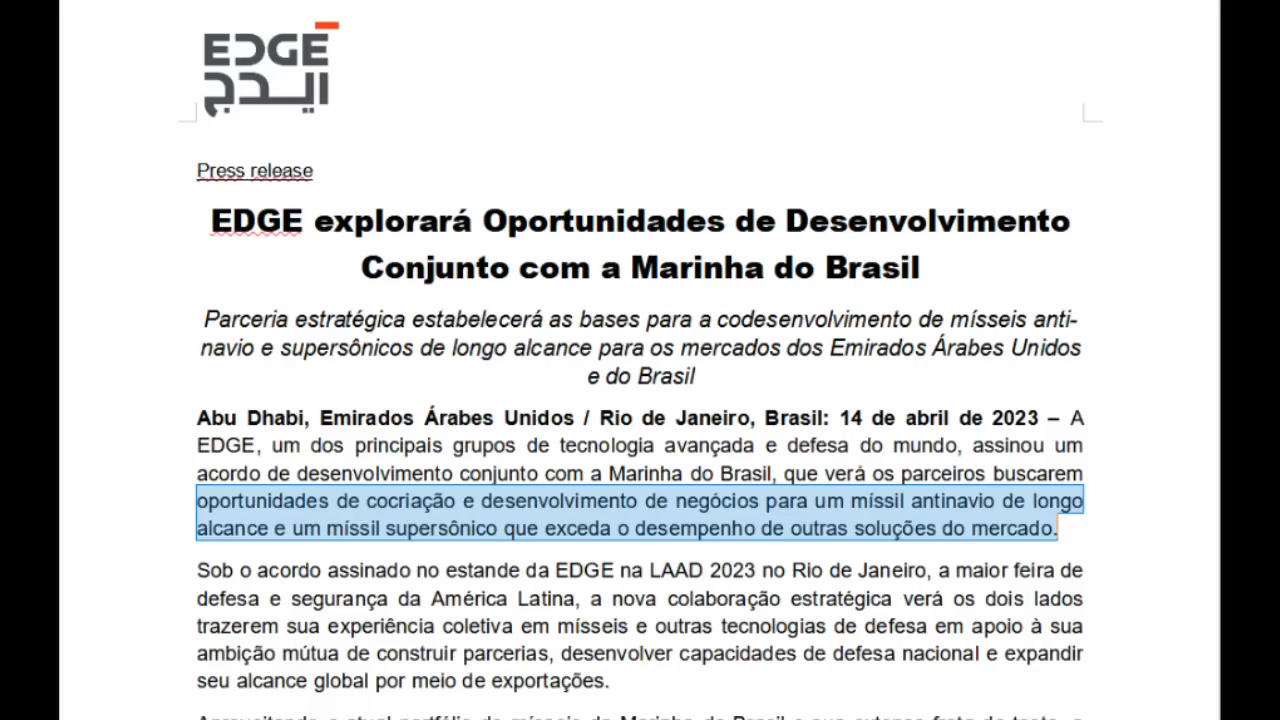 EDGE
ايدج
Press release
EDGE explorará Oportunidades de Desenvolvimento
Conjunto com a Marinha do Brasil
Parceria estratégica estabelecerá as bases para a codesenvolvimento de mísseis anti-
navio e supersônicos de longo alcance para os mercados dos Emirados Árabes Unidos
e do Brasil
Abu Dhabi, Emirados Árabes Unidos / Rio de Janeiro, Brasil: 14 de abril de 2023 – A
EDGE, um dos principais grupos de tecnologia avançada e defesa do mundo, assinou um
acordo de desenvolvimento conjunto com a Marinha do Brasil, que verá os parceiros buscarem
oportunidades de cocriação e desenvolvimento de negócios para um míssil antinavio de longo
alcance e um míssil supersônico que exceda o desempenho de outras soluções do mercado.
Sob o acordo assinado no estande da EDGE na LAAD 2023 no Rio de Janeiro, a maior feira de
defesa e segurança da América Latina, a nova colaboração estratégica verá os dois lados
trazerem sua experiência coletiva em mísseis e outras tecnologias de defesa em apoio à sua
ambição mútua de construir parcerias, desenvolver capacidades de defesa nacional e expandir
seu alcance global por meio de exportações.